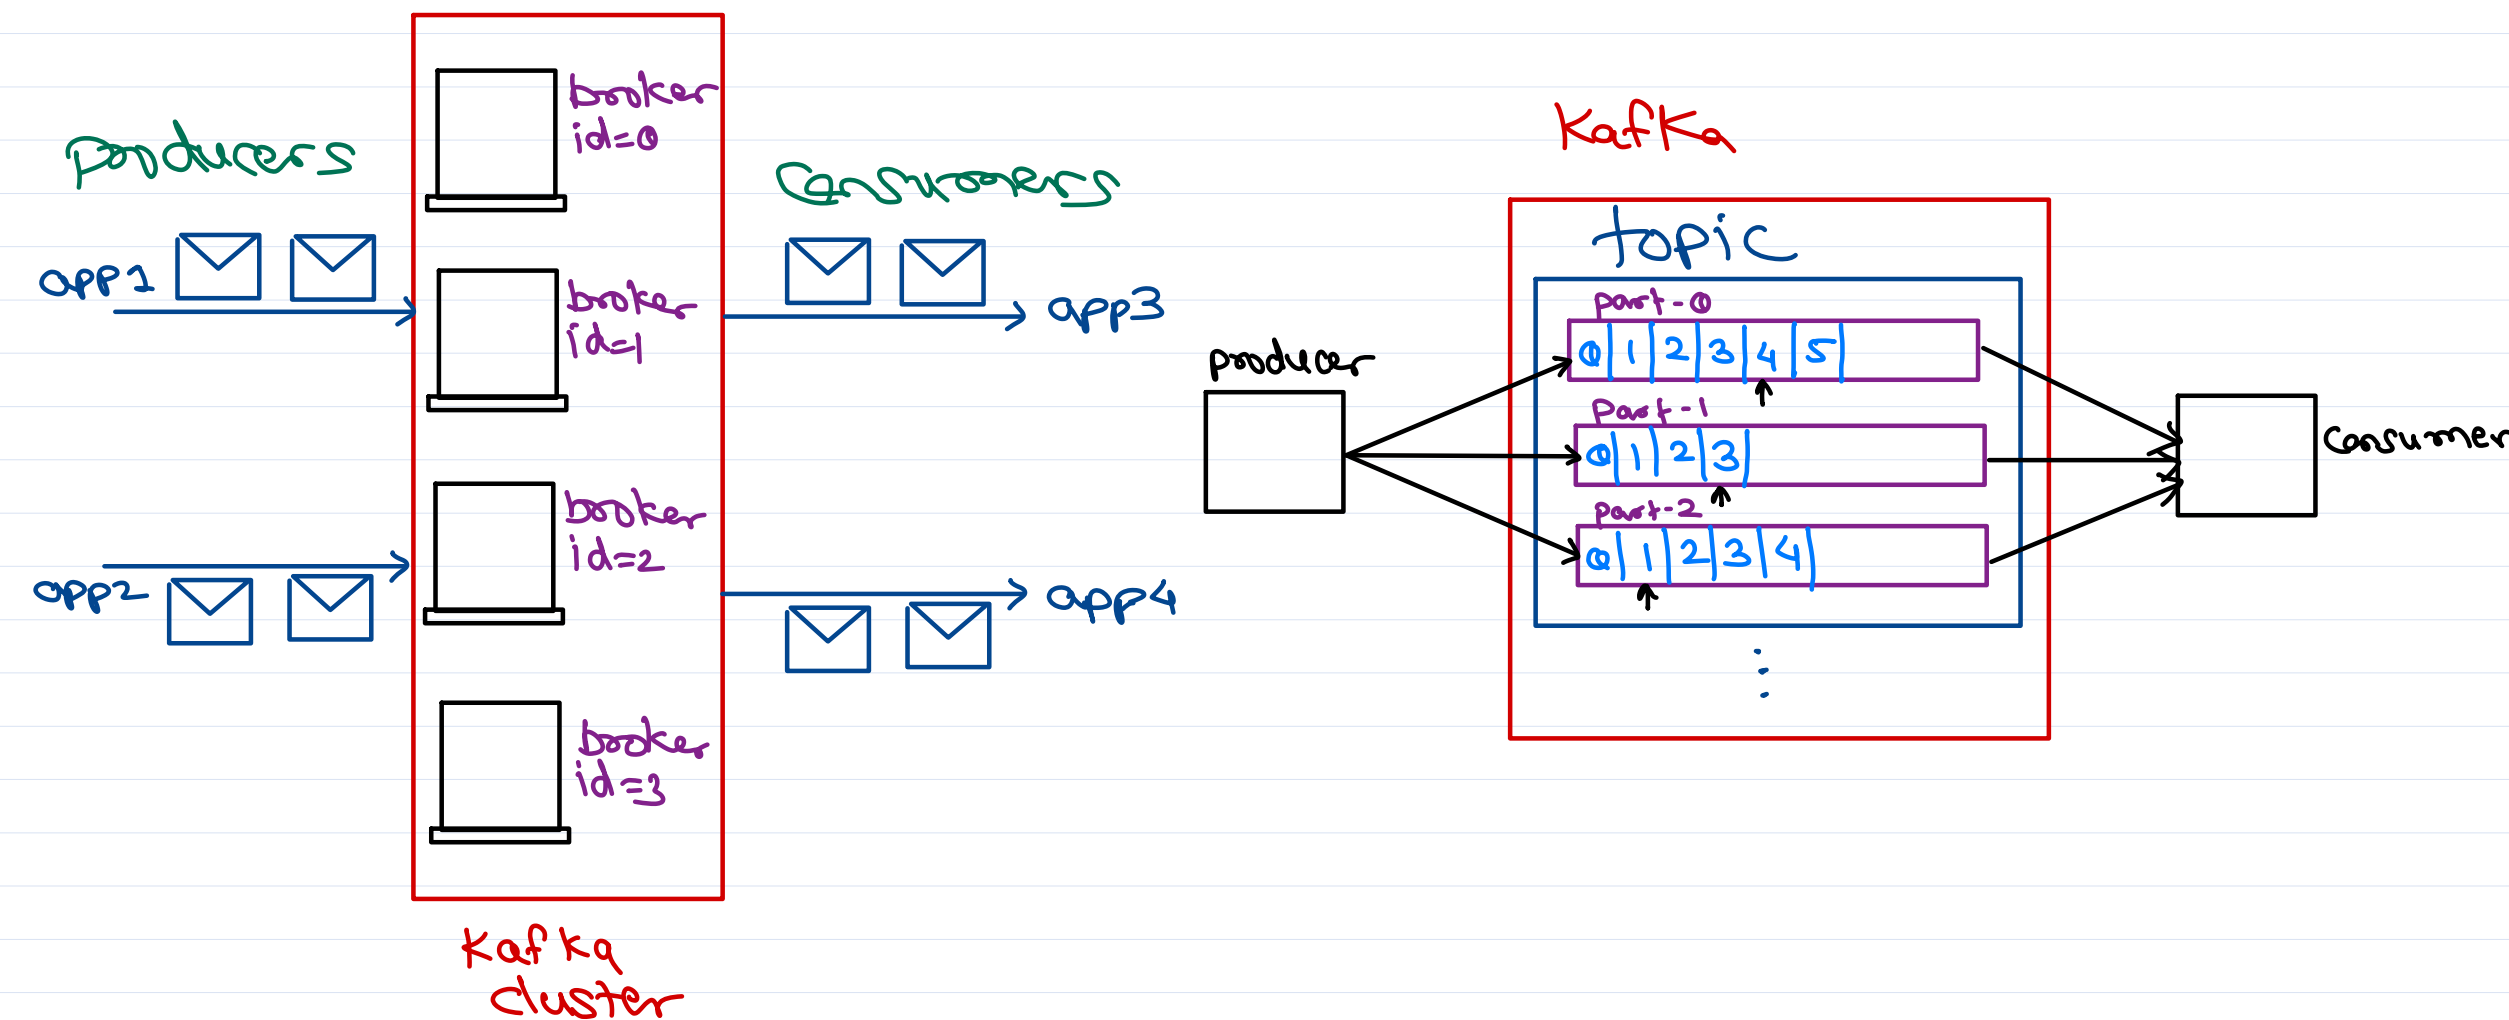 Producers
app1
app2
broker
id=0
broker
id=1
broker
id=2
broker
id=3
Kafka
cluster
Consumers
app3
app4
Kafka
topic
producer
part-0
0 1 2 3 4 5
part-1
0 1 2 3
part-2
0 1 2 3 4
Consumer